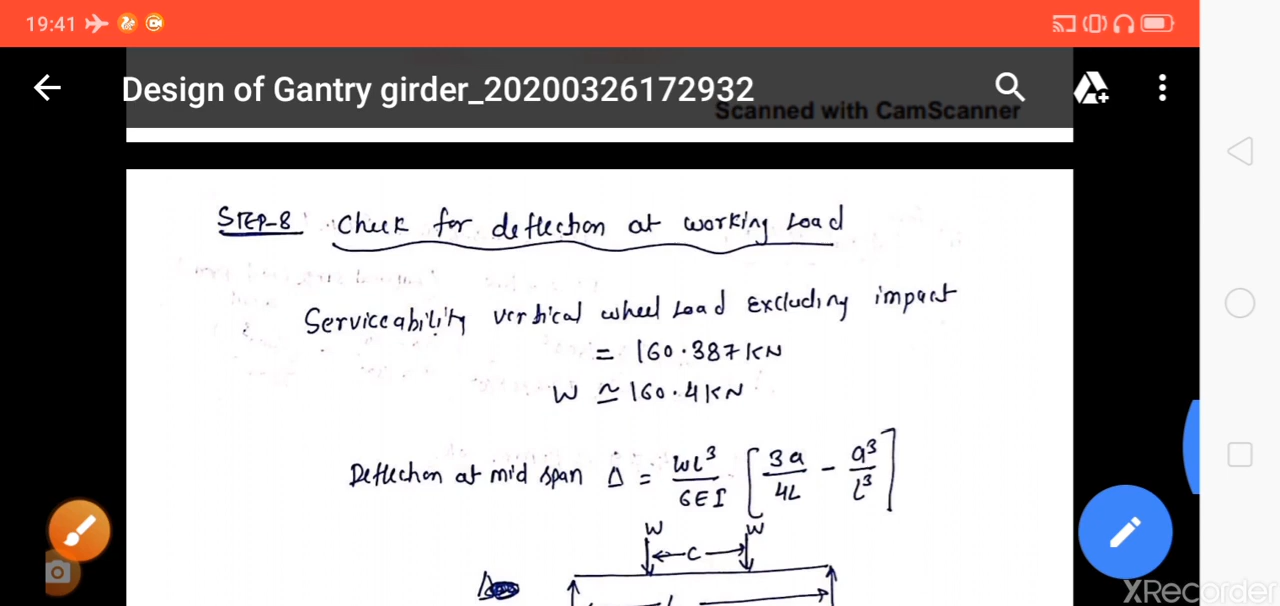 19:41
Design of Gantry girder_20200326172932
Scanned with CamScanner
STEP-8 Check for deflection at working Load
Serviceability vertical wheel Load Excluding impact
= 160.387 KN
W ≃ 160.4 KN
Deflection at mid span Δ = WL³/6EI [3a/4L - a³/L³]
W W
C
L
XRecorder